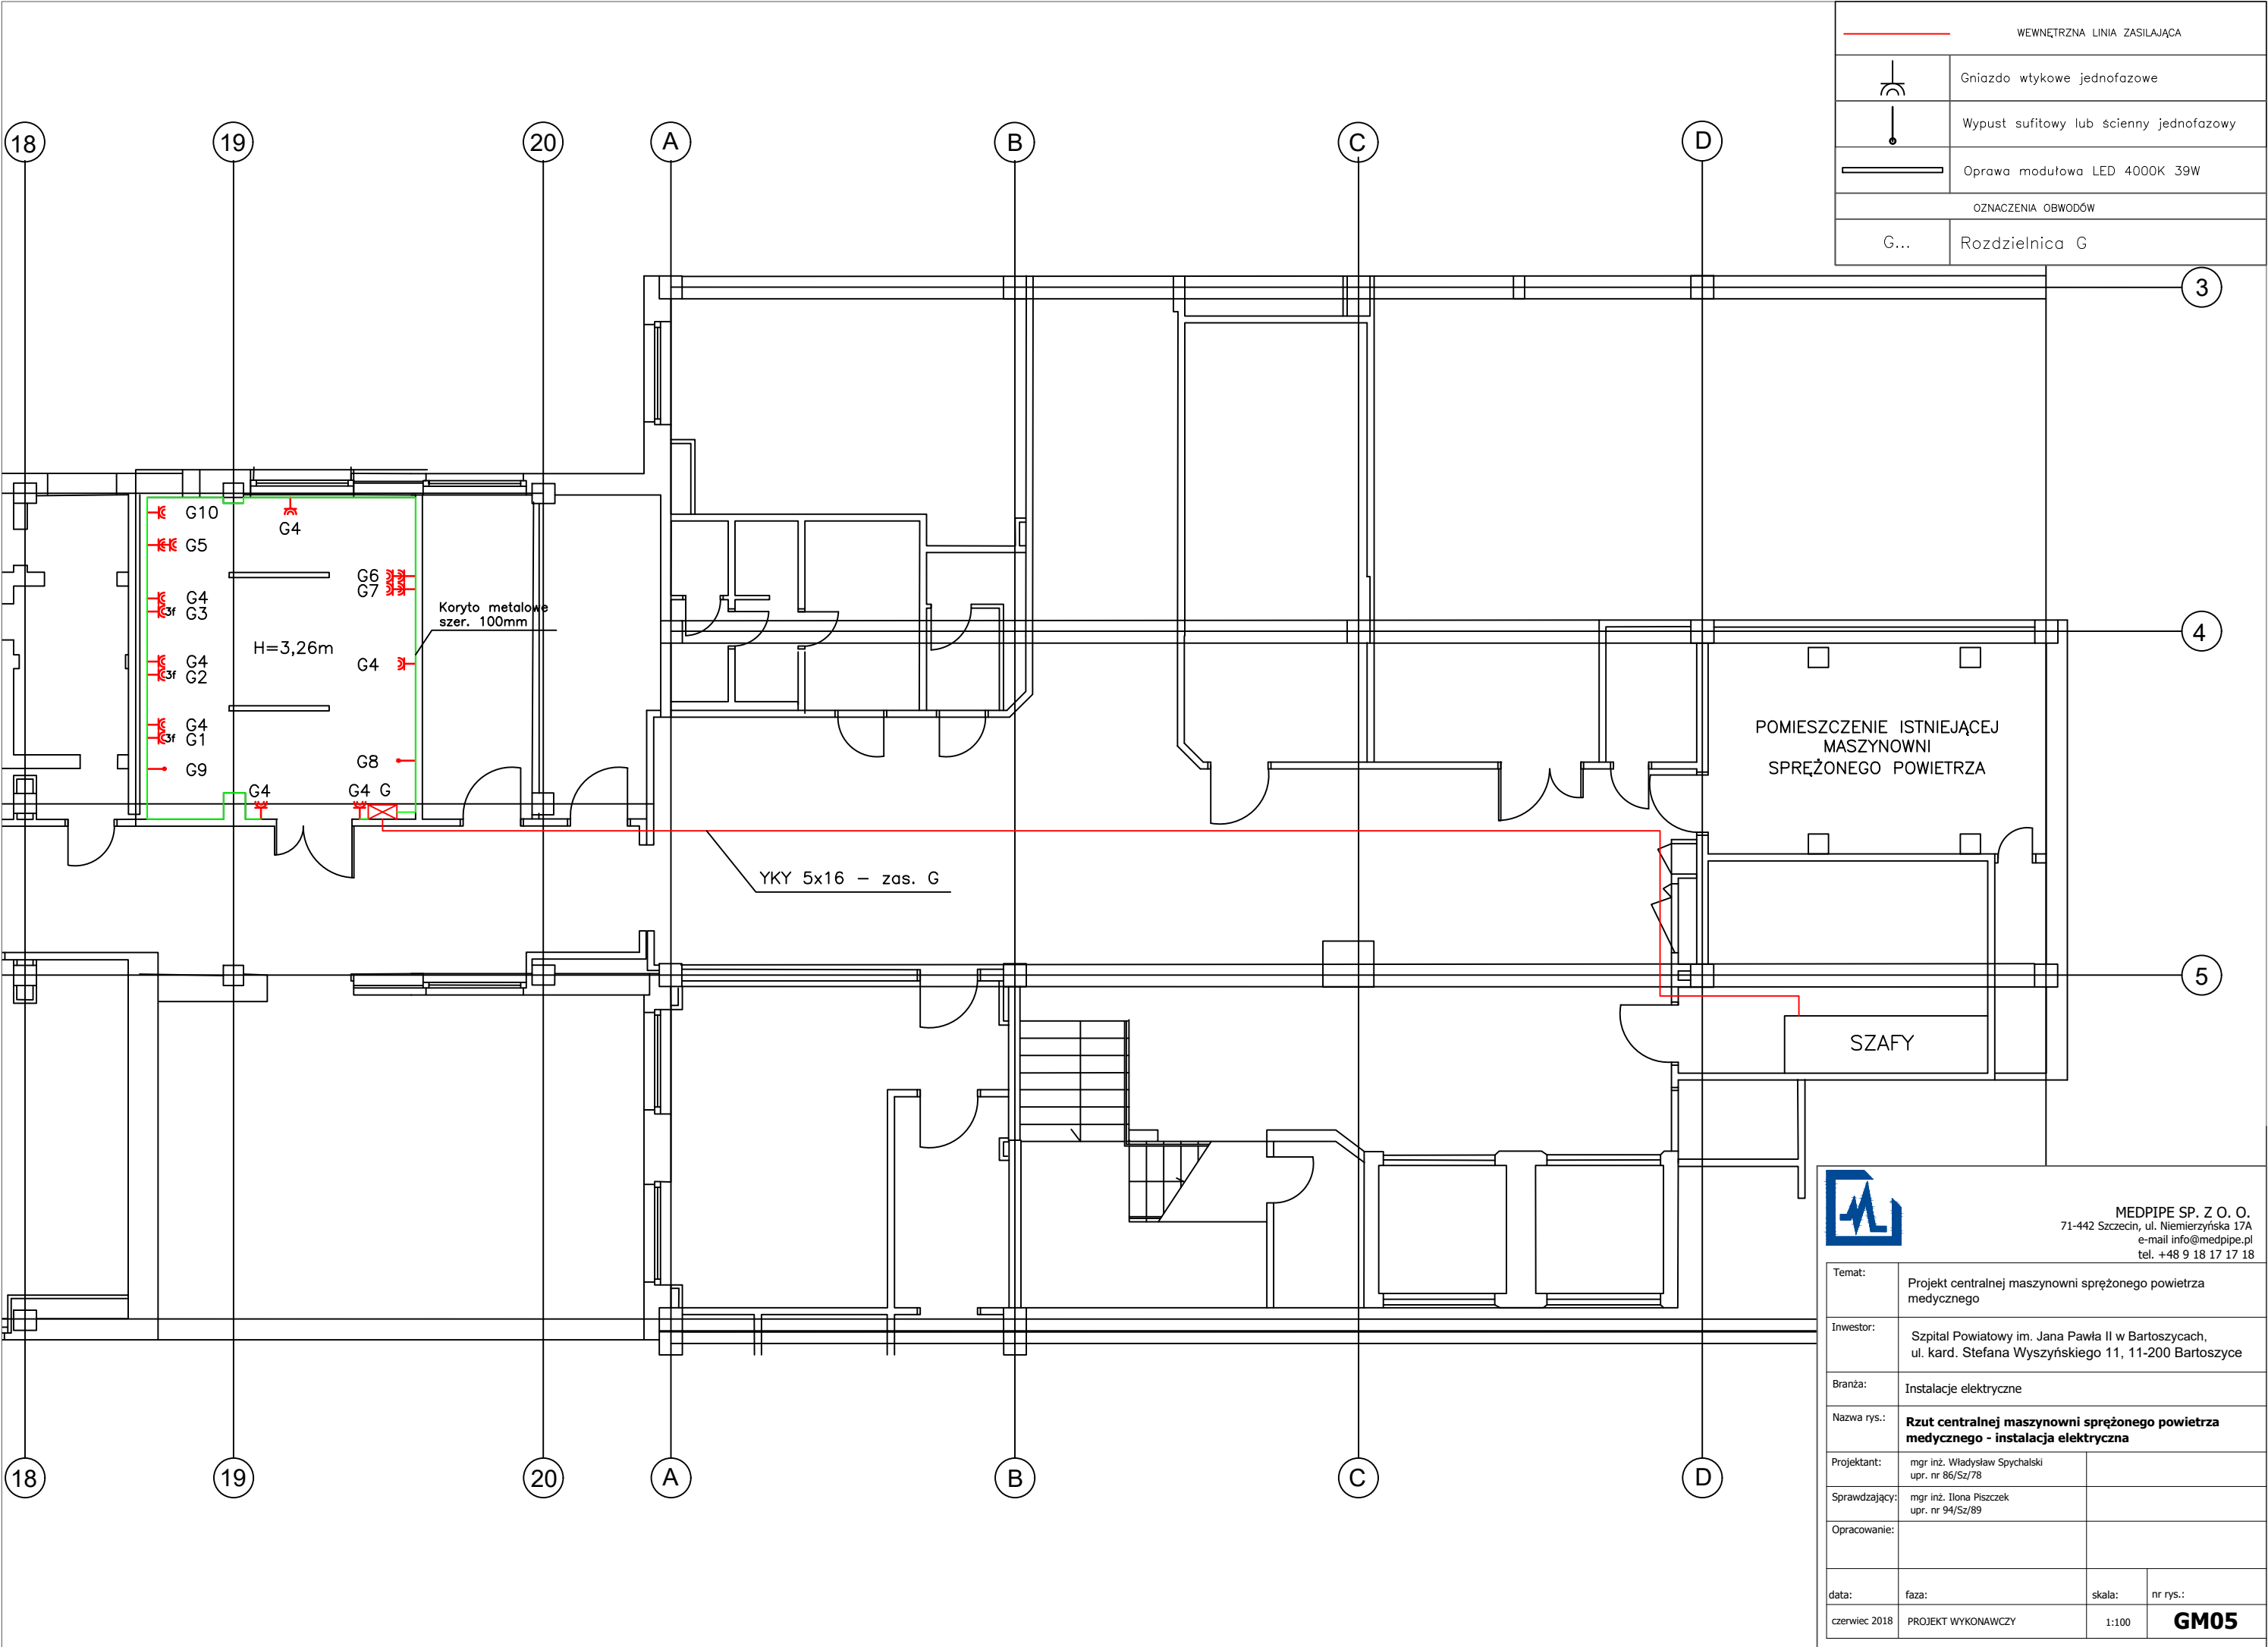 WEWNĘTRZNA LINIA ZASILAJĄCA
Gniazdo wtykowe jednofazowe
Wypust sufitowy lub ścienny jednofazowy
Oprawa modułowa LED 4000K 39W
OZNACZENIA OBWODÓW
G... Rozdzielnica G
18 19 20 A B C D
3
G10
G4
G5
G6
G7
G4
3f G3
Koryto metalowe
szer. 100mm
H=3,26m
G4
G4
3f G2
4
G4
3f G1
G9
G8
G4
G4 G
POMIESZCZENIE ISTNIEJĄCEJ
MASZYNOWNI
SPRĘŻONEGO POWIETRZA
YKY 5x16 – zas. G
5
SZAFY
18 19 20 A B C D
MEDPIPE SP. Z O. O.
71-442 Szczecin, ul. Niemierzyńska 17A
e-mail info@medpipe.pl
tel. +48 9 18 17 17 18
Temat:
Projekt centralnej maszynowni sprężonego powietrza
medycznego
Inwestor:
Szpital Powiatowy im. Jana Pawła II w Bartoszycach,
ul. kard. Stefana Wyszyńskiego 11, 11-200 Bartoszyce
Branża:
Instalacje elektryczne
Nazwa rys.:
Rzut centralnej maszynowni sprężonego powietrza
medycznego - instalacja elektryczna
Projektant:
mgr inż. Władysław Spychalski
upr. nr 86/Sz/78
Sprawdzający:
mgr inż. Ilona Piszczek
upr. nr 94/Sz/89
Opracowanie:
data: faza: skala: nr rys.:
czerwiec 2018 PROJEKT WYKONAWCZY 1:100 GM05